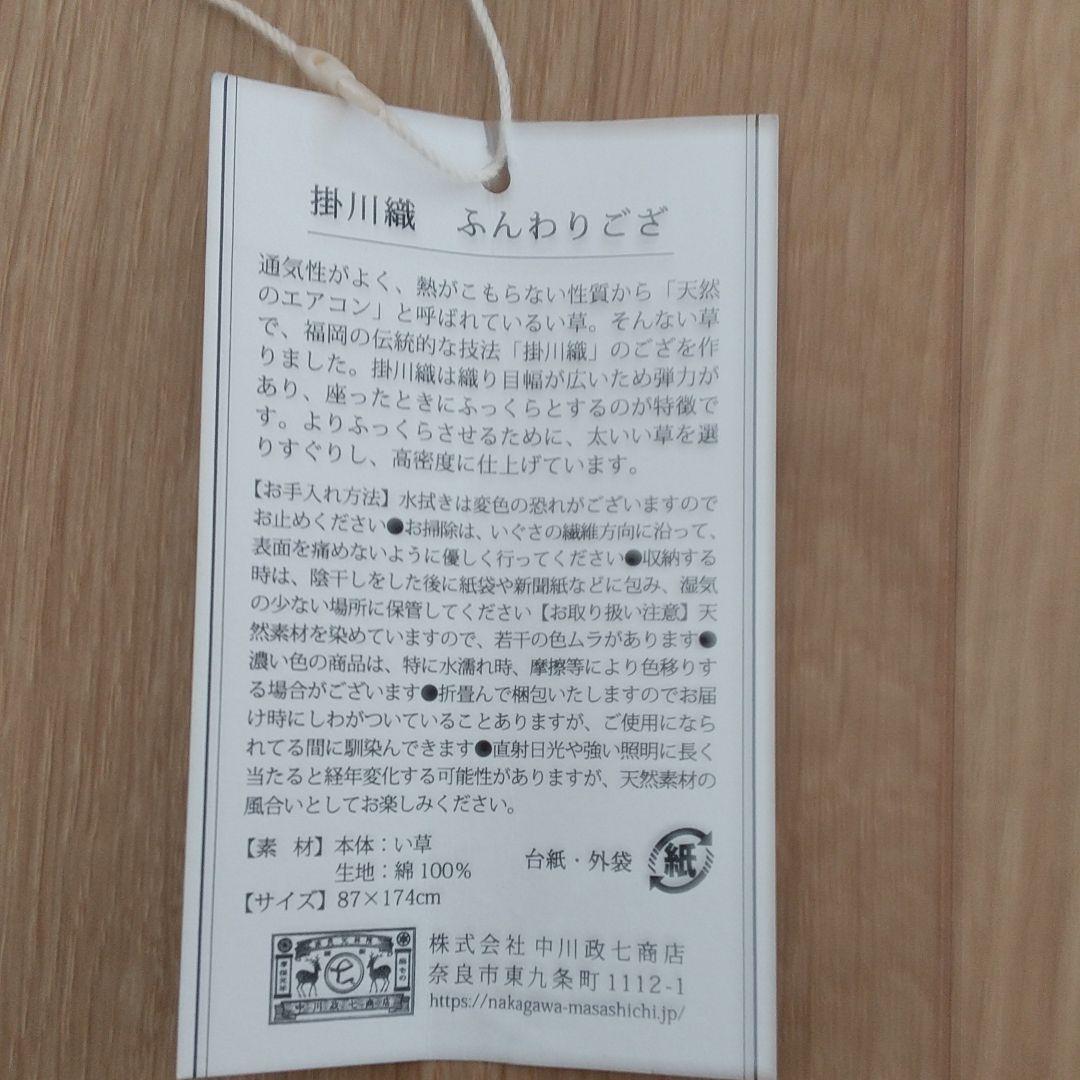 掛川織 ふんわりござ
通気性がよく、熱がこもらない性質から「天然
のエアコン」と呼ばれているい草。そんない草
で、福岡の伝統的な技法「掛川織」のござを作
りました。掛川織は織り目幅が広いため弾力が
あり、座ったときにふっくらとするのが特徴で
す。よりふっくらさせるために、太いい草を選
りすぐりし、高密度に仕上げています。
【お手入れ方法】水拭きは変色の恐れがございますので
お止めください●お掃除は、いぐさの繊維方向に沿って、
表面を痛めないように優しく行ってください●収納する
時は、陰干しをした後に紙袋や新聞紙などに包み、湿気
の少ない場所に保管してください【お取り扱い注意】天
然素材を染めていますので、若干の色ムラがあります●
濃い色の商品は、特に水濡れ時、摩擦等により色移りす
る場合がございます●折畳んで梱包いたしますのでお届
け時にしわがついていることありますが、ご使用になら
れてる間に馴染んできます●直射日光や強い照明に長く
当たると経年変化する可能性がありますが、天然素材の
風合いとしてお楽しみください。
【素 材】本体：い草
生地：綿100%
【サイズ】87×174cm
台紙・外袋 紙
七
中川政七商店
株式会社 中川政七商店
奈良市東九条町1112-1
https://nakagawa-masashichi.jp/